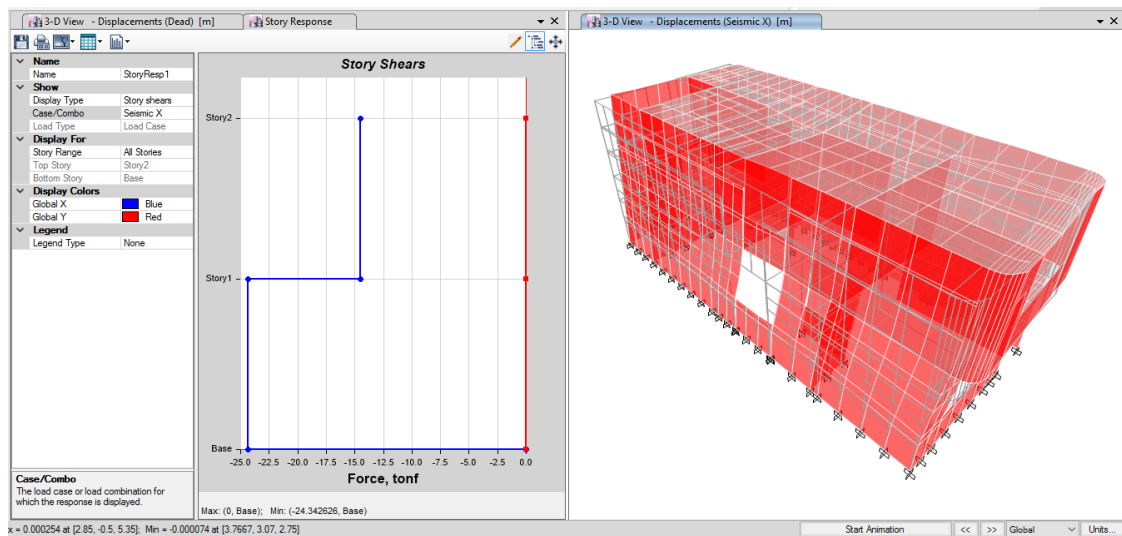 3-D View - Displacements (Dead) [m]
Story Response
3-D View - Displacements (Seismic X) [m]
Name
Name StoryResp1
Show
Display Type Story shears
Case/Combo Seismic X
Load Type Load Case
Display For
Story Range All Stories
Top Story Story2
Bottom Story Base
Display Colors
Global X Blue
Global Y Red
Legend
Legend Type None
Case/Combo
The load case or load combination for
which the response is displayed.
Story Shears
Story2
Story1
Base
-25.0 -22.5 -20.0 -17.5 -15.0 -12.5 -10.0 -7.5 -5.0 -2.5 0.0
Force, tonf
Max: (0, Base); Min: (-24.342626, Base)
x = 0.000254 at [2.85, -0.5, 5.35]; Min = -0.000074 at [3.7667, 3.07, 2.75]
Start Animation << >> Global Units...